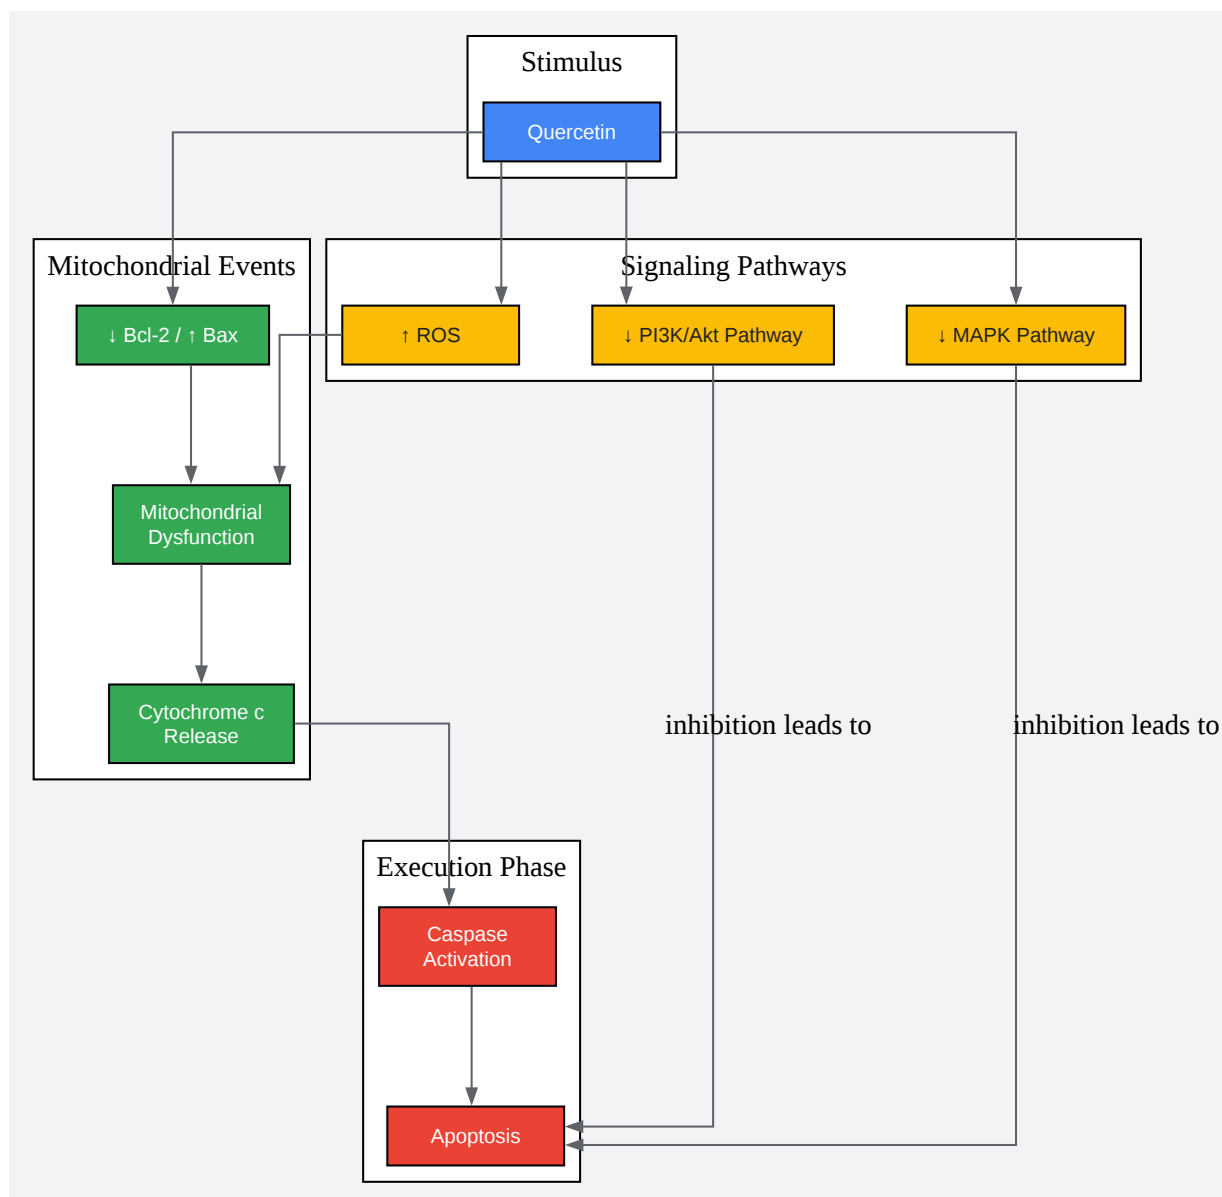 Stimulus
Quercetin
Mitochondrial Events
Signaling Pathways
↓ Bcl-2 / ↑ Bax
↑ ROS
↓ PI3K/Akt Pathway
↓ MAPK Pathway
Mitochondrial
Dysfunction
Cytochrome c
Release
inhibition leads to
inhibition leads to
Execution Phase
Caspase
Activation
Apoptosis